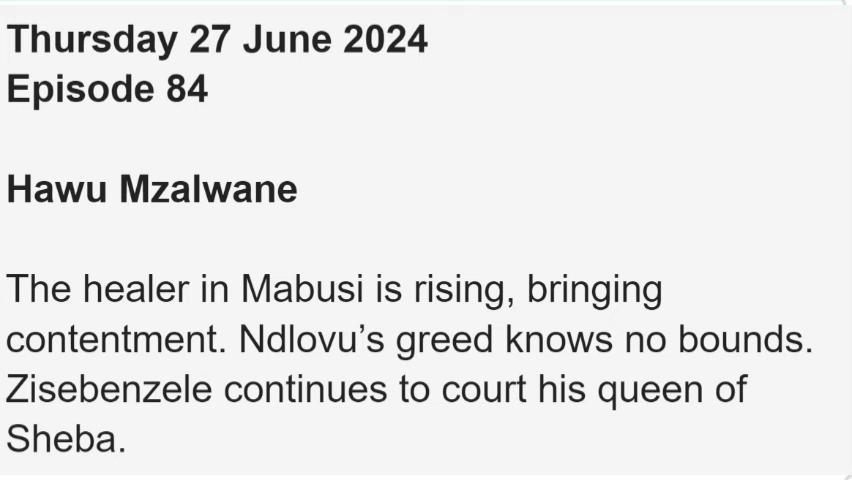 Thursday 27 June 2024
Episode 84
Hawu Mzalwane
The healer in Mabusi is rising, bringing
contentment. Ndlovu’s greed knows no bounds.
Zisebenzele continues to court his queen of
Sheba.